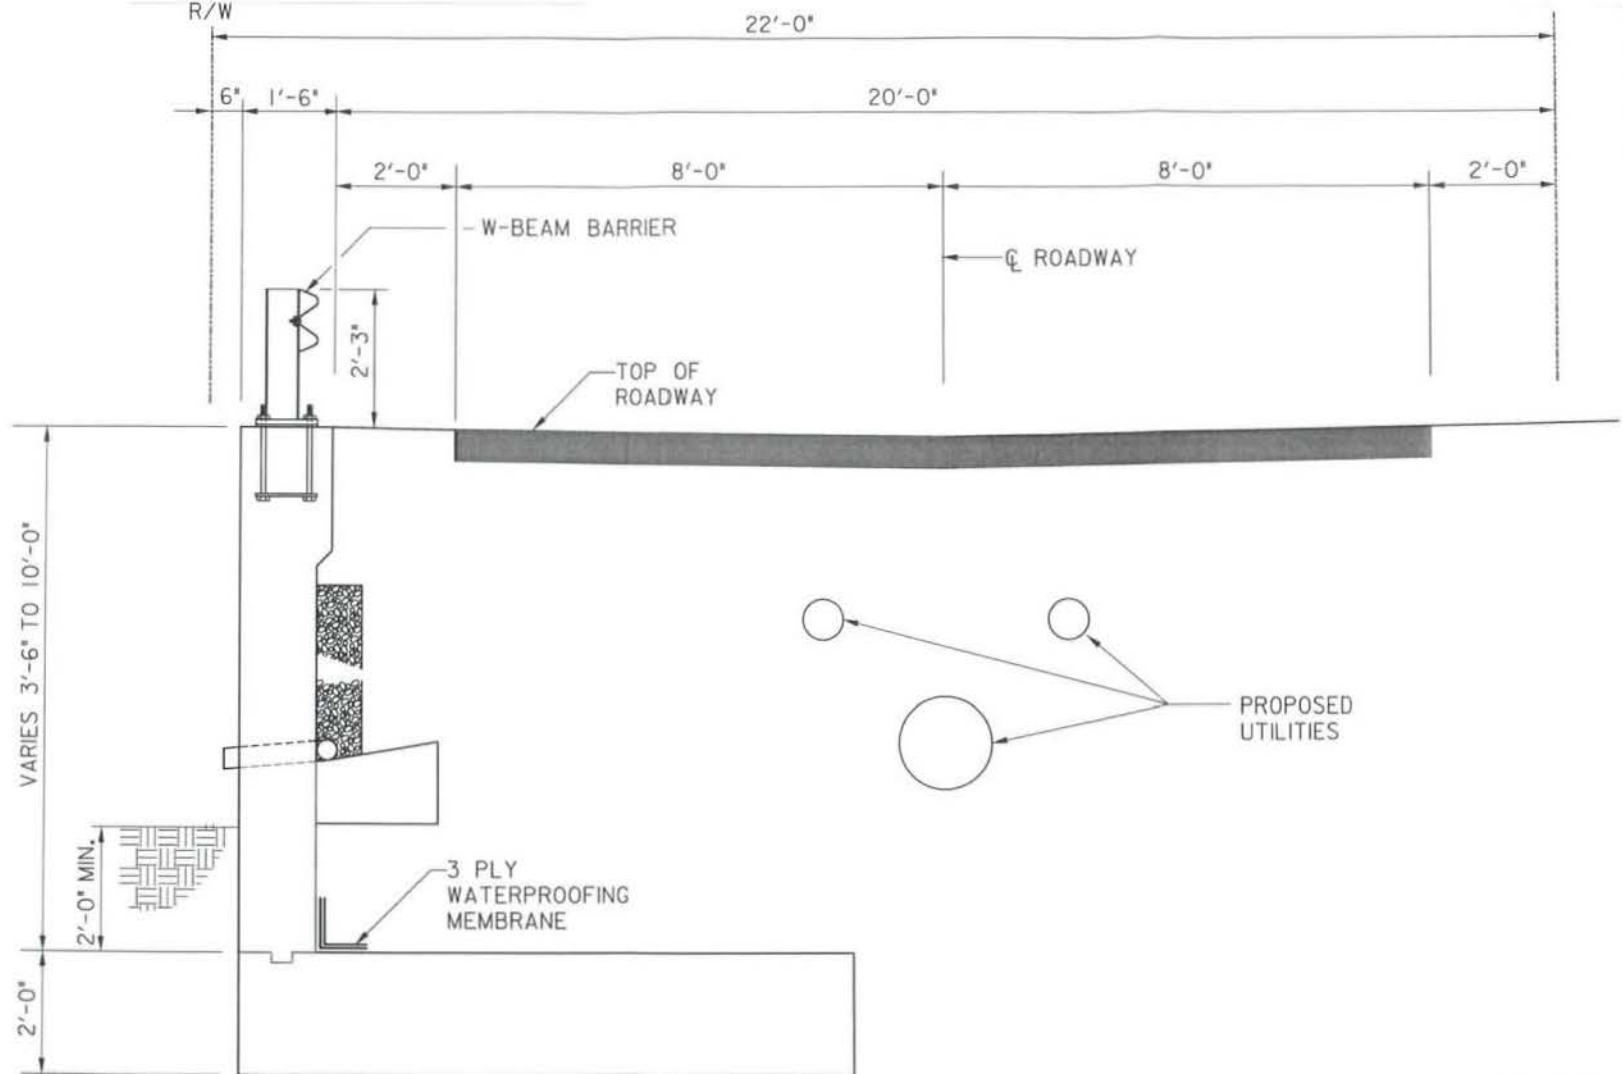 R/W
22'-0"
6"
1'-6"
20'-0"
2'-0"
8'-0"
8'-0"
2'-0"
W-BEAM BARRIER
℄ ROADWAY
2'-3"
TOP OF
ROADWAY
VARIES 3'-6" TO 10'-0"
PROPOSED
UTILITIES
2'-0" MIN.
3 PLY
WATERPROOFING
MEMBRANE
2'-0"